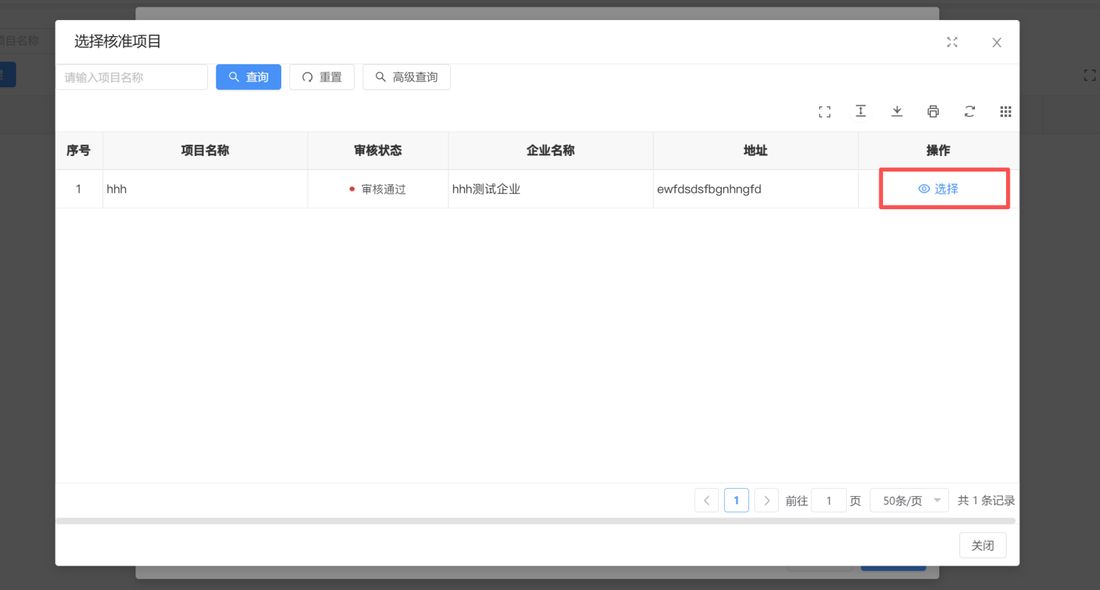 选择核准项目
项目名称
请输入项目名称 查询 重置 高级查询
序号 项目名称 审核状态 企业名称 地址 操作
1 hhh 审核通过 hhh测试企业 ewfdsdsfbgnhngfd 选择
1 前往 1 页 50条/页 共 1 条记录
关闭